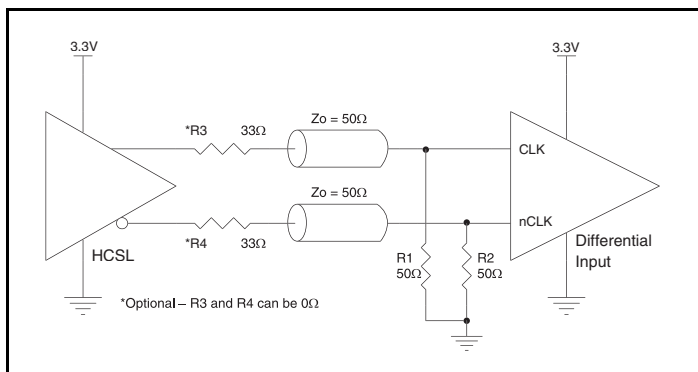 3.3V
3.3V
*R3 33Ω
Zo = 50Ω
CLK
Zo = 50Ω
nCLK
*R4 33Ω
HCSL
R1
50Ω
R2
50Ω
Differential
Input
*Optional – R3 and R4 can be 0Ω